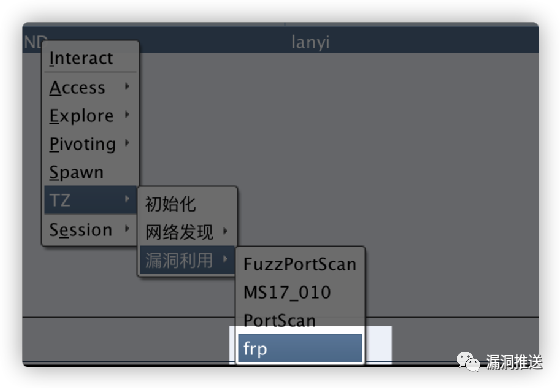 ND
lanyi
Interact
Access
Explore
Pivoting
Spawn
TZ
Session
初始化
网络发现
漏洞利用
FuzzPortScan
MS17_010
PortScan
frp
漏洞推送